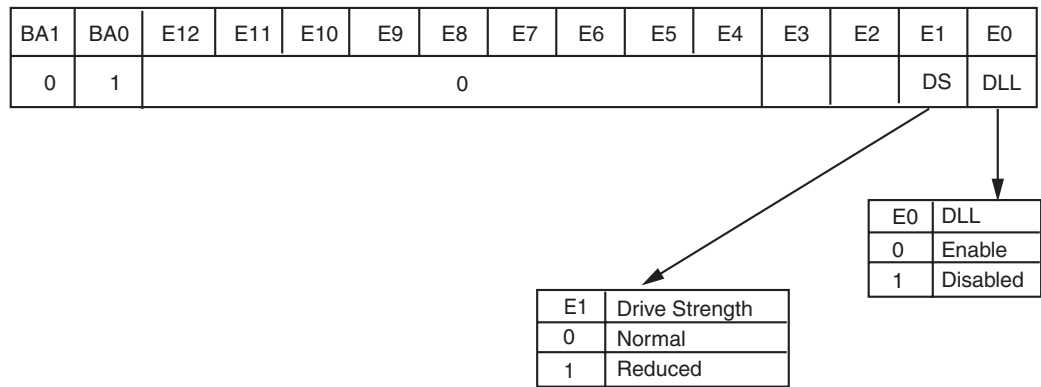 BA1 BA0 E12 E11 E10 E9 E8 E7 E6 E5 E4 E3 E2 E1 E0
0 1 0 DS DLL
E0 DLL
0 Enable
1 Disabled
E1 Drive Strength
0 Normal
1 Reduced